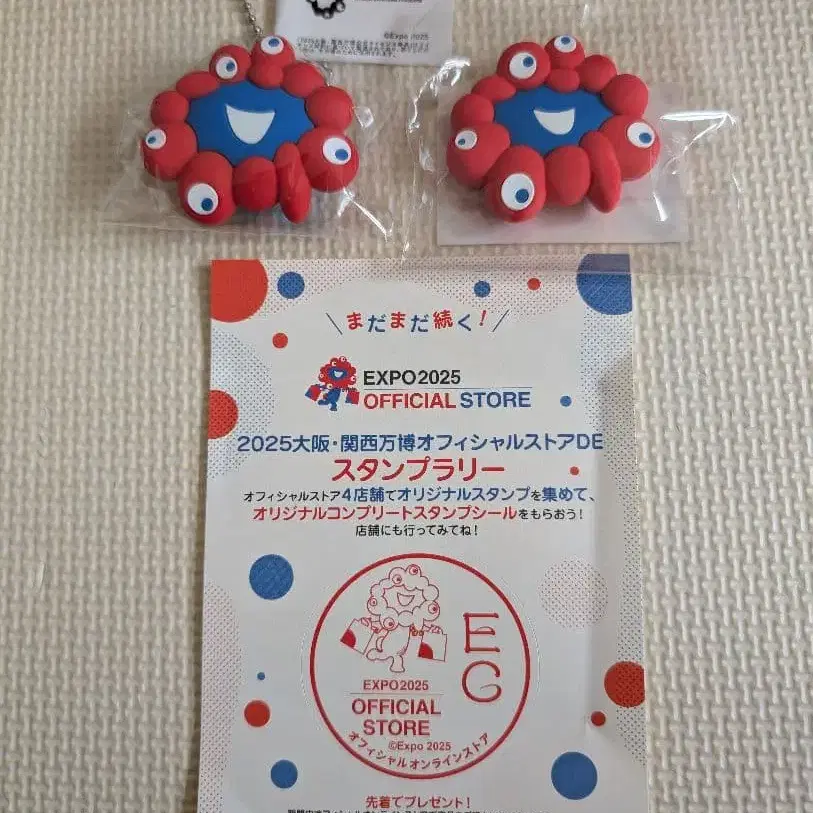 ©Expo 2025
まだまだ続く!
EXPO2025
OFFICIAL STORE
2025大阪・関西万博オフィシャルストアDE
スタンプラリー
オフィシャルストア4店舗でオリジナルスタンプを集めて、
オリジナルコンプリートスタンプシールをもらおう!
店舗にも行ってみてね!
EG
EXPO2025
OFFICIAL
STORE
©Expo 2025
オフィシャルオンラインストア
先着でプレゼント!